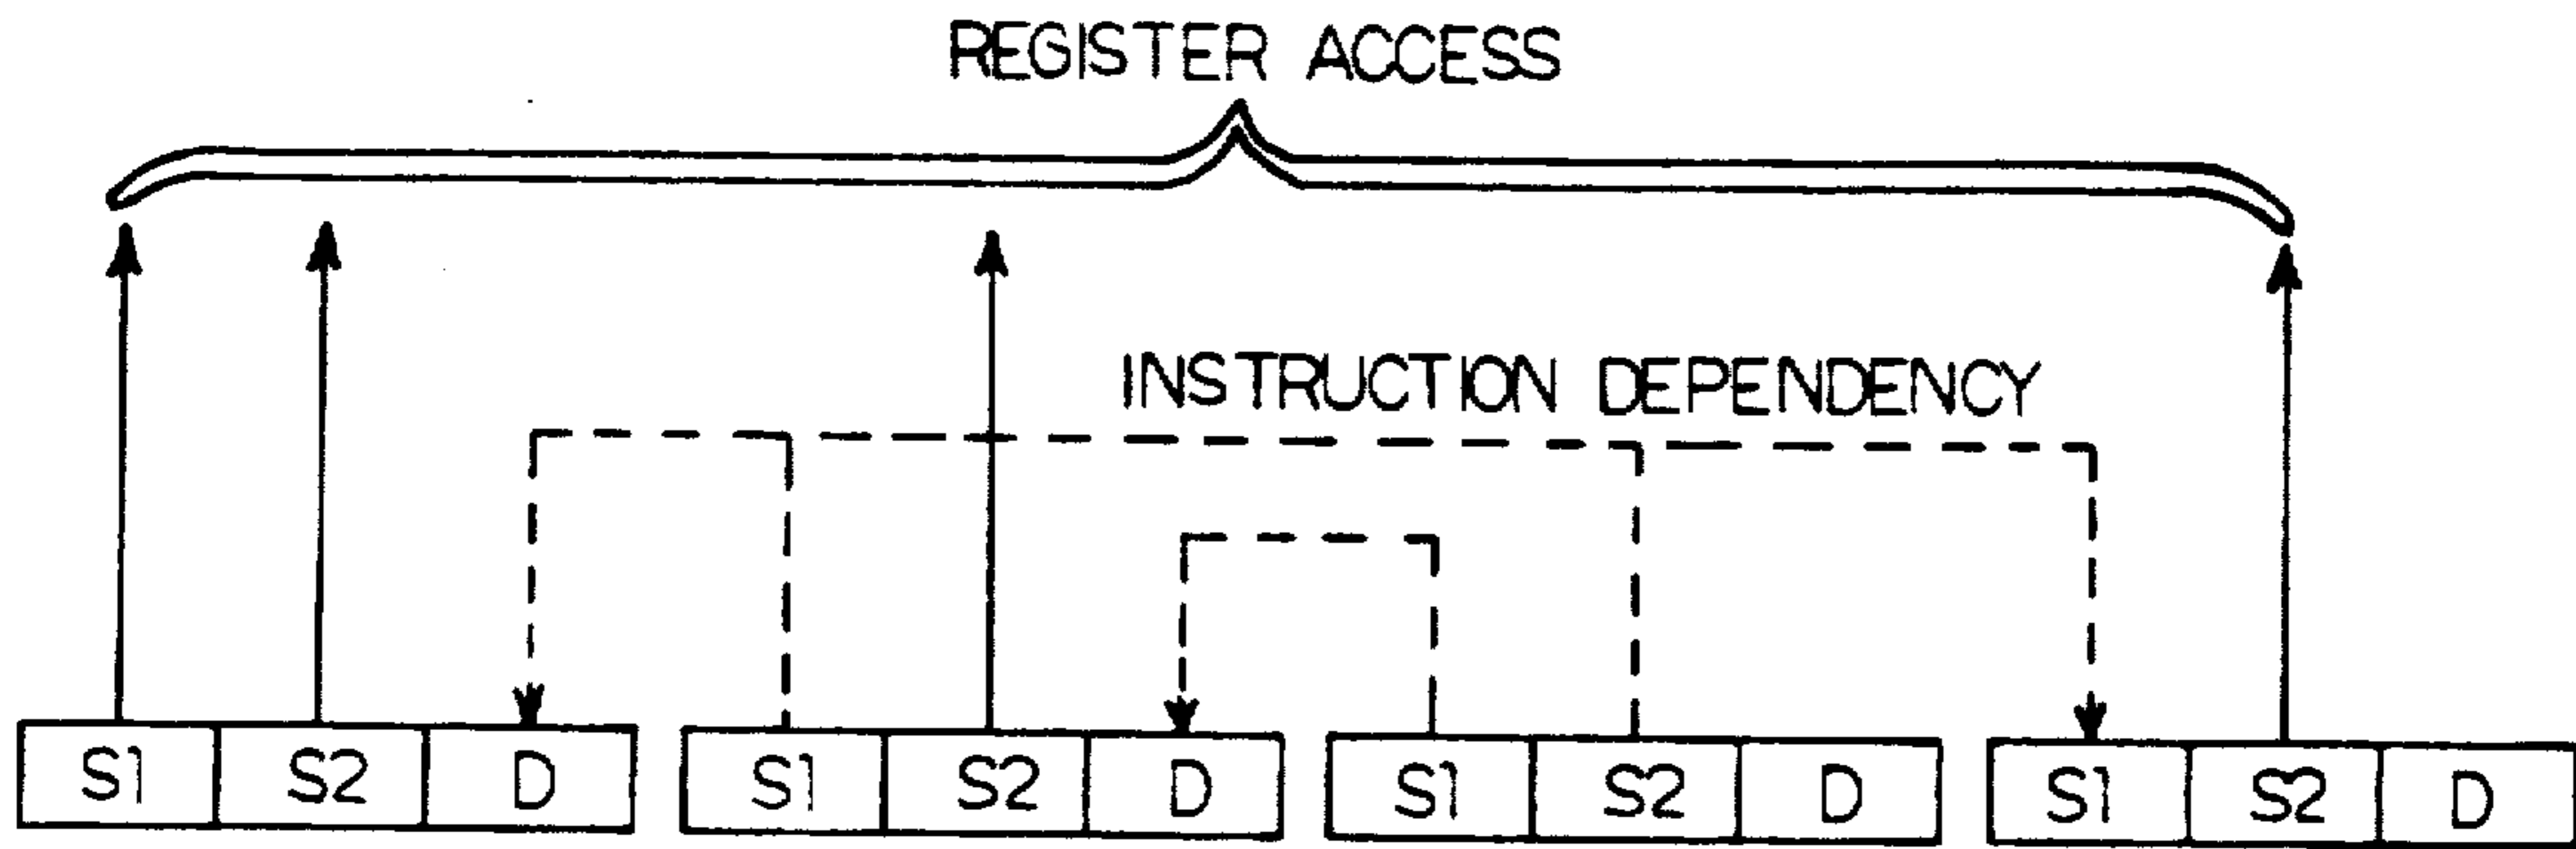 REGISTER ACCESS
INSTRUCTION DEPENDENCY
S1 S2 D S1 S2 D S1 S2 D S1 S2 D